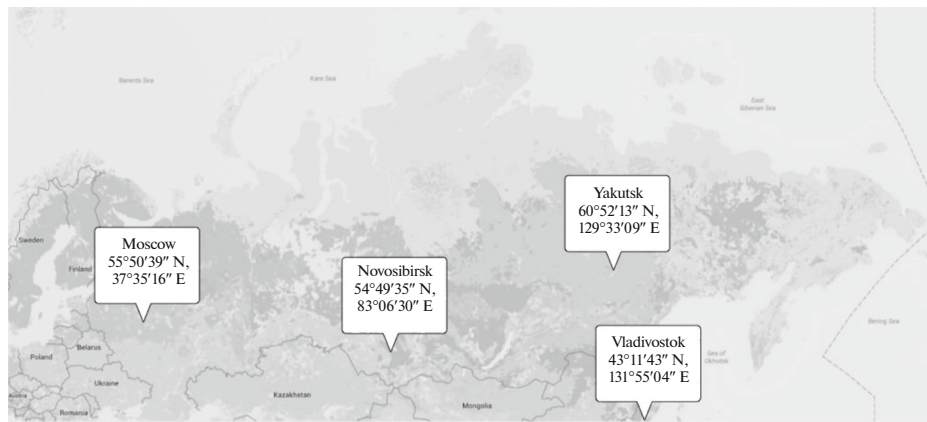 Barents Sea
Kara Sea
East
Siberian Sea
Yakutsk
60°52′13″ N,
129°33′09″ E
Sweden
Finland
Moscow
55°50′39″ N,
37°35′16″ E
Novosibirsk
54°49′35″ N,
83°06′30″ E
Bering Sea
Vladivostok
43°11′43″ N,
131°55′04″ E
Sea of
Okhotsk
Poland
Belarus
Ukraine
Austria
Romania
Kazakhstan
Mongolia